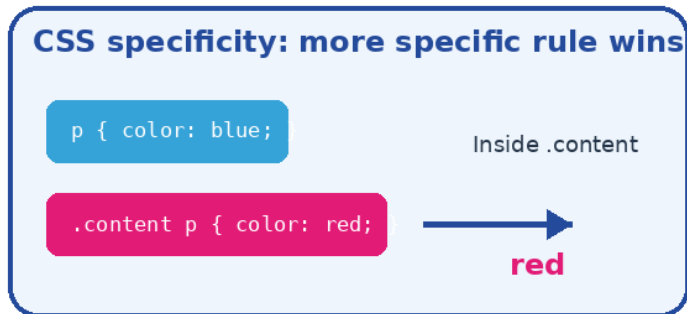 CSS specificity: more specific rule wins
p { color: blue; }
Inside .content
.content p { color: red; }
red